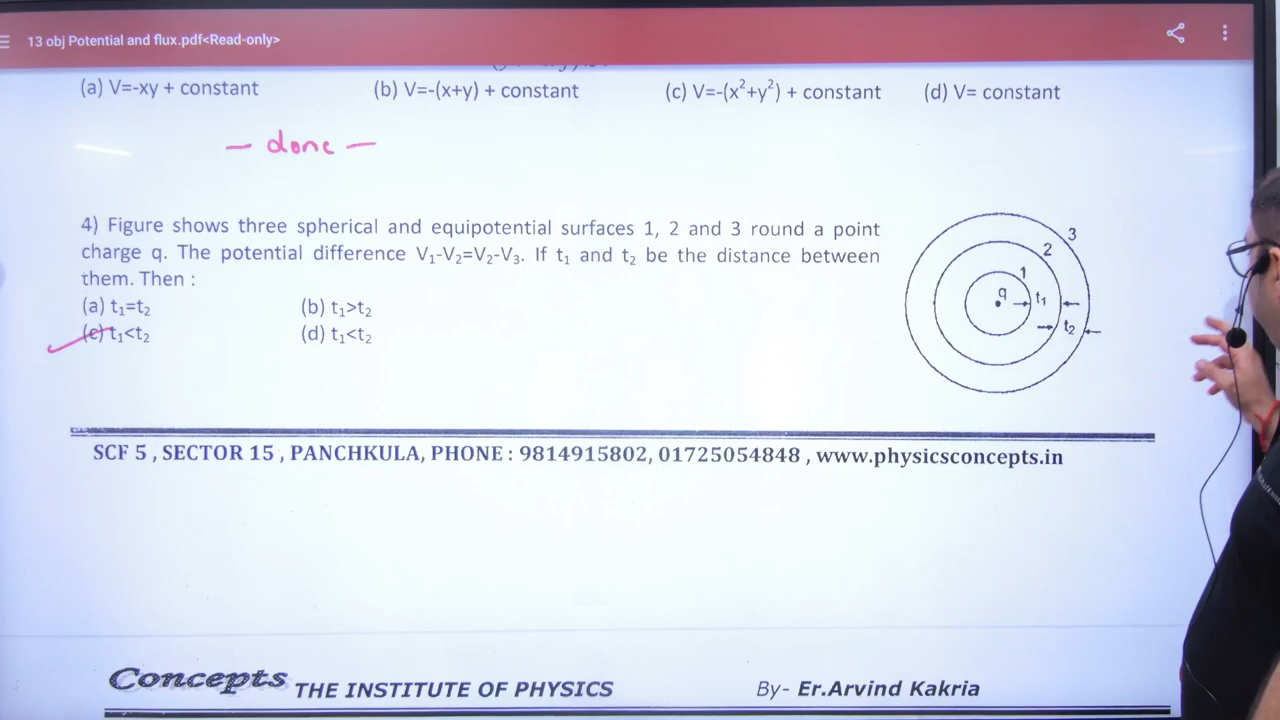 13 obj Potential and flux.pdf<Read-only>
(a) V=-xy + constant (b) V=-(x+y) + constant (c) V=-(x²+y²) + constant (d) V= constant
— done —
4) Figure shows three spherical and equipotential surfaces 1, 2 and 3 round a point
charge q. The potential difference V₁-V₂=V₂-V₃. If t₁ and t₂ be the distance between
them. Then :
(a) t₁=t₂ (b) t₁>t₂
(c) t₁<t₂ (d) t₁<t₂
3
2
1
q t₁
t₂
SCF 5 , SECTOR 15 , PANCHKULA, PHONE : 9814915802, 01725054848 , www.physicsconcepts.in
Concepts THE INSTITUTE OF PHYSICS By- Er.Arvind Kakria